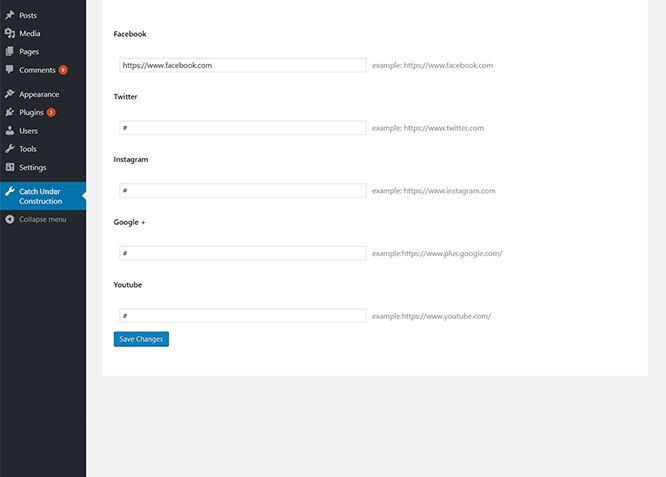 Posts
Media
Pages
Comments 9
Appearance
Plugins 3
Users
Tools
Settings
Catch Under
Construction
Collapse menu
Facebook
https://www.facebook.com example: https://www.facebook.com
Twitter
# example: https://www.twitter.com
Instagram
# example: https://www.instagram.com
Google +
# example:https://www.plus.google.com/
Youtube
# example:https://www.youtube.com/
Save Changes